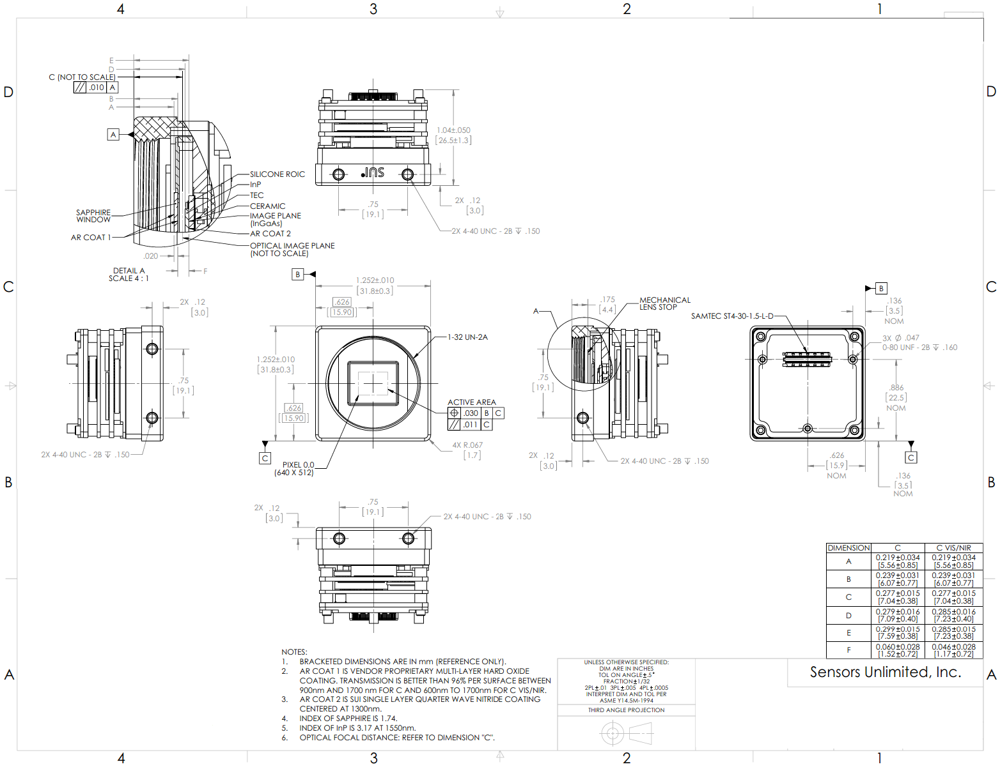 4
3
2
1
D
C
B
A
D
C
B
A
4
3
2
1
E
D
C (NOT TO SCALE)
// .010 A
B
A
A
SILICONE ROIC
InP
TEC
CERAMIC
IMAGE PLANE
(InGaAs)
AR COAT 2
OPTICAL IMAGE PLANE
(NOT TO SCALE)
SAPPHIRE
WINDOW
AR COAT 1
.020
F
DETAIL A
SCALE 4 : 1
1.04±.050
[26.5±1.3]
.SUI
.75
[19.1]
2X .12
[3.0]
2X 4-40 UNC - 2B ↧ .150
2X .12
[3.0]
.75
[19.1]
2X 4-40 UNC - 2B ↧ .150
B
1.252±.010
[31.8±0.3]
.626
[15.90]
1.252±.010
[31.8±0.3]
.626
[15.90]
C
1-32 UN-2A
ACTIVE AREA
⌖ .030 B C
// .011 C
4X R.067
[1.7]
PIXEL 0,0
(640 X 512)
A
.175
[4.4]
MECHANICAL
LENS STOP
.75
[19.1]
2X .12
[3.0]
2X 4-40 UNC - 2B ↧ .150
SAMTEC ST4-30-1.5-L-D
B
.136
[3.5]
NOM
3X Ø .047
0-80 UNF - 2B ↧ .160
.886
[22.5]
NOM
.626
[15.9]
NOM
C
.136
[3.5]
NOM
2X .12
[3.0]
.75
[19.1]
2X 4-40 UNC - 2B ↧ .150
DIMENSION C C VIS/NIR
A 0.219±0.034 0.219±0.034
[5.56±0.85] [5.56±0.85]
B 0.239±0.031 0.239±0.031
[6.07±0.77] [6.07±0.77]
C 0.277±0.015 0.277±0.015
[7.04±0.38] [7.04±0.38]
D 0.279±0.016 0.285±0.016
[7.09±0.40] [7.23±0.40]
E 0.299±0.015 0.285±0.015
[7.59±0.38] [7.23±0.38]
F 0.060±0.028 0.046±0.028
[1.52±0.72] [1.17±0.72]
NOTES:
1. BRACKETED DIMENSIONS ARE IN mm (REFERENCE ONLY).
2. AR COAT 1 IS VENDOR PROPRIETARY MULTI-LAYER HARD OXIDE
COATING. TRANSMISSION IS BETTER THAN 96% PER SURFACE BETWEEN
900nm AND 1700 nm FOR C AND 600nm TO 1700nm FOR C VIS/NIR.
3. AR COAT 2 IS SUI SINGLE LAYER QUARTER WAVE NITRIDE COATING
CENTERED AT 1300nm.
4. INDEX OF SAPPHIRE IS 1.74.
5. INDEX OF InP IS 3.17 AT 1550nm.
6. OPTICAL FOCAL DISTANCE: REFER TO DIMENSION "C".
UNLESS OTHERWISE SPECIFIED:
DIM ARE IN INCHES
TOL ON ANGLE±.5°
FRACTION±1/32
2PL±.01 3PL±.005 4PL±.0005
INTERPRET DIM AND TOL PER
ASME Y14.5M-1994
THIRD ANGLE PROJECTION
Sensors Unlimited, Inc.